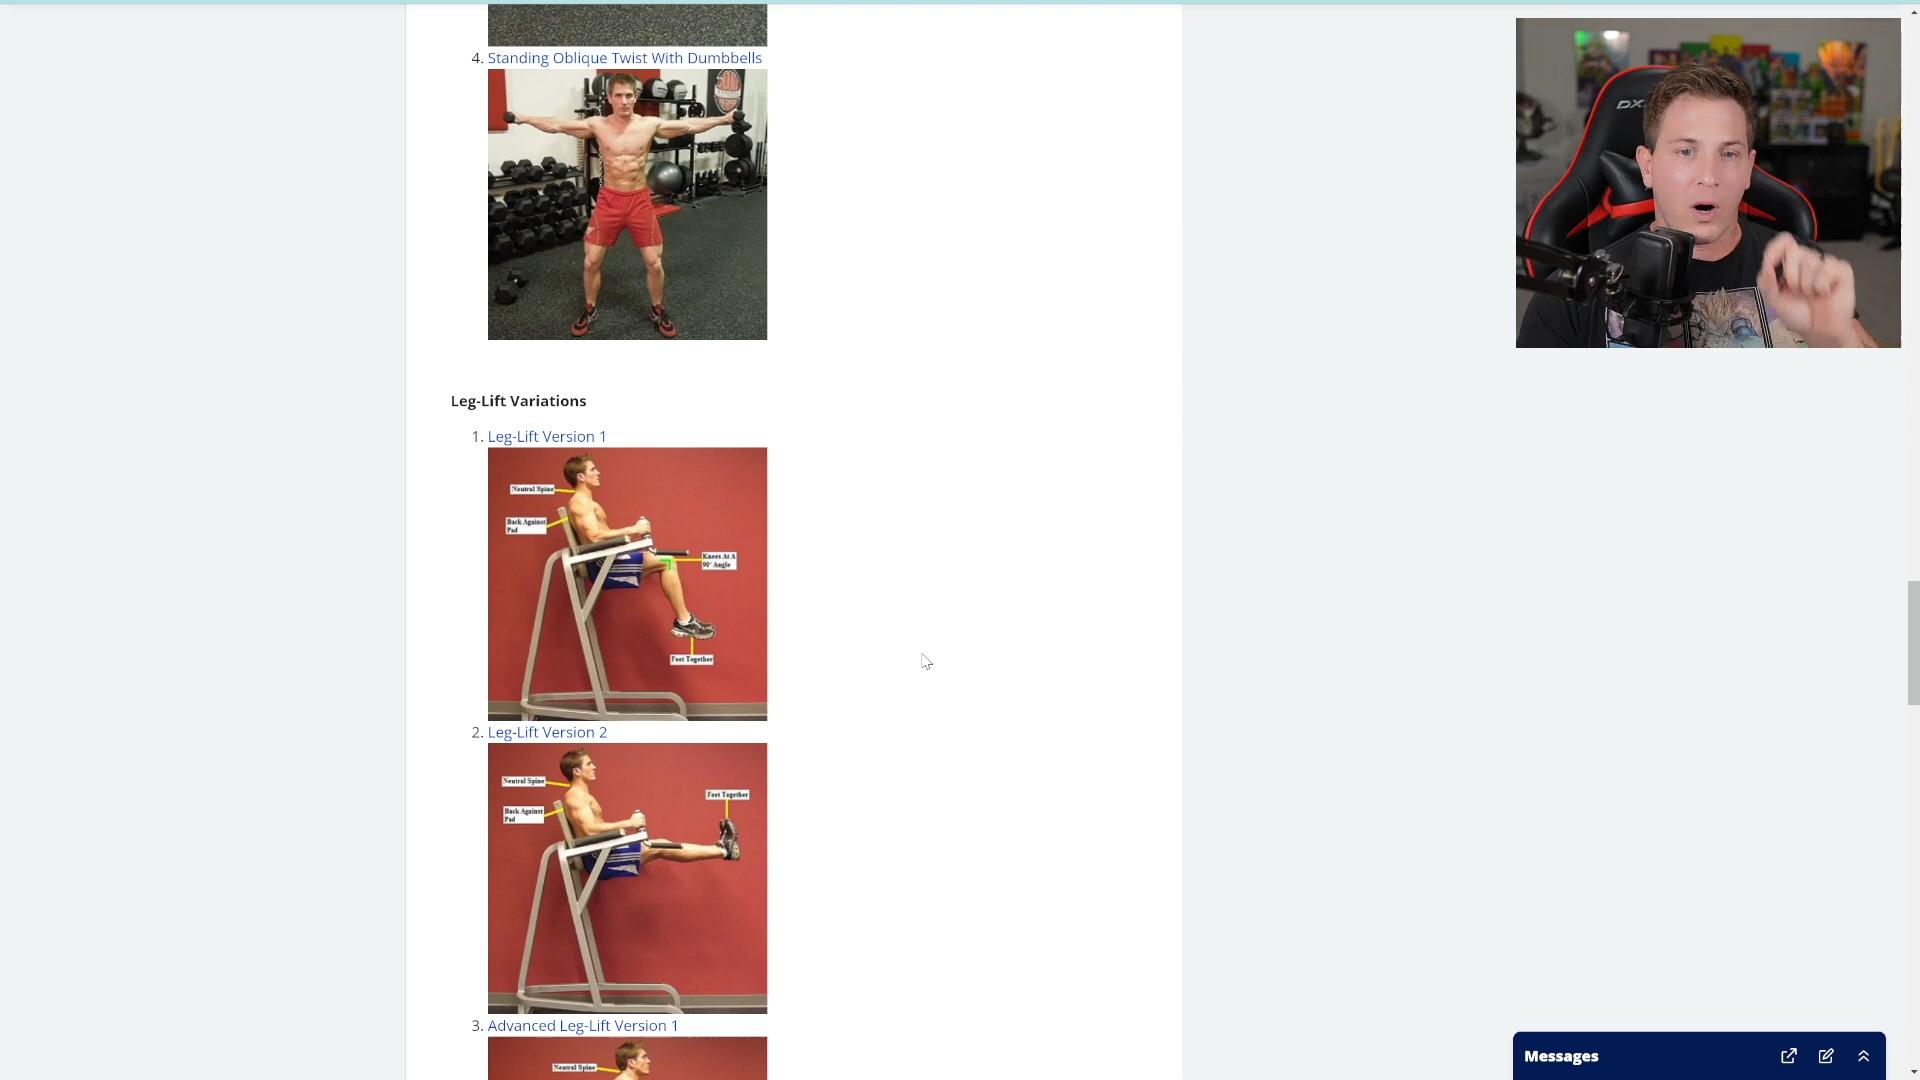 4. Standing Oblique Twist With Dumbbells
DX
Leg-Lift Variations
1. Leg-Lift Version 1
Neutral Spine
Back Against
Pad
Knees At A
90° Angle
Feet Together
2. Leg-Lift Version 2
Neutral Spine
Feet Together
Back Against
Pad
3. Advanced Leg-Lift Version 1
Neutral Spine
Messages